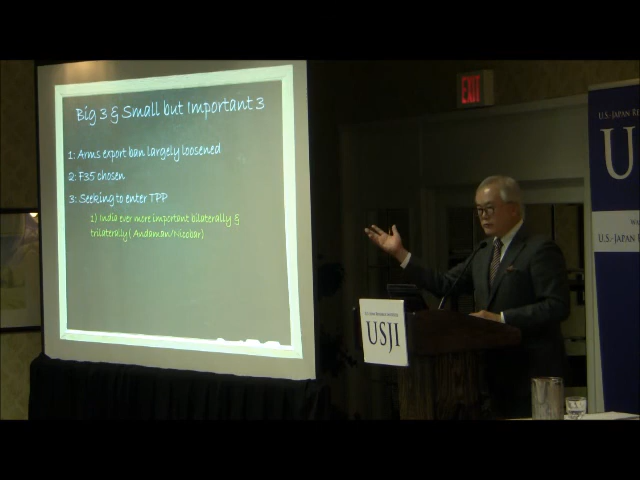 Big 3 & Small but Important 3
1: Arms export ban largely loosened
2: F35 chosen
3: Seeking to enter TPP
1) India ever more important bilaterally &
trilaterally( Andaman/Nicobar)
EXIT
USJI
U.S.-JAPAN
U
U.S.-JAPAN